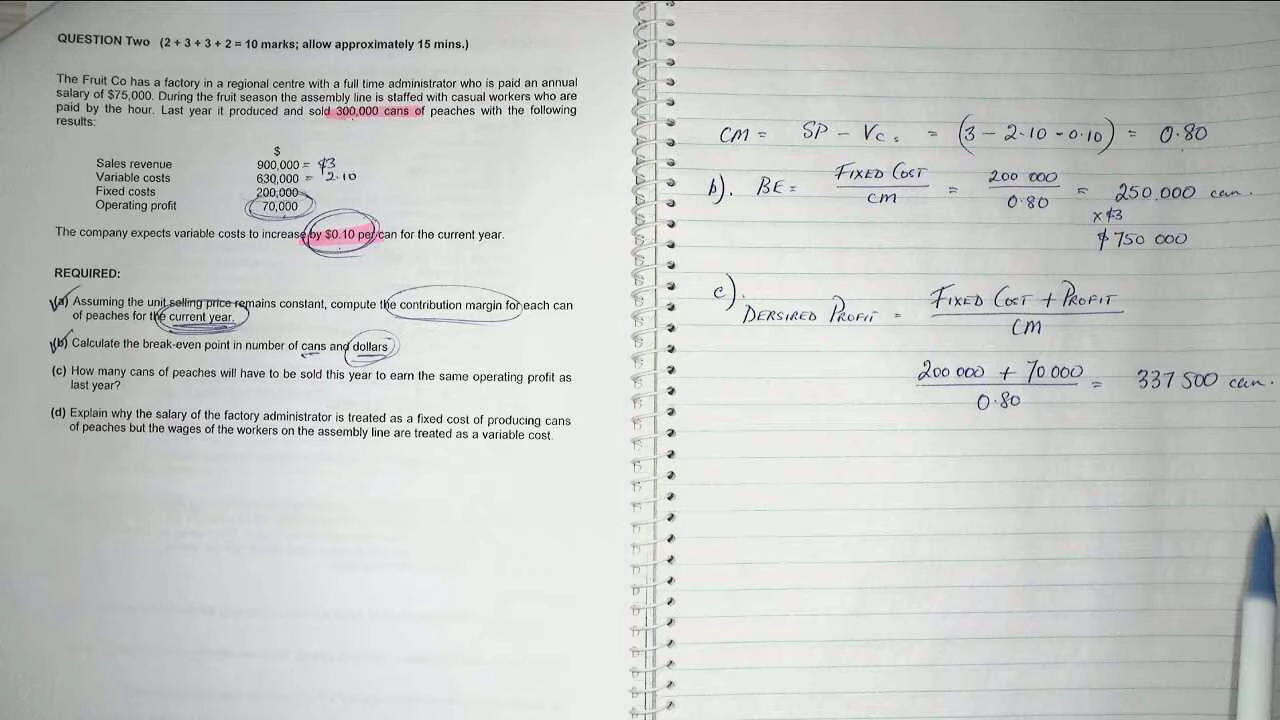 QUESTION Two (2 + 3 + 3 + 2 = 10 marks; allow approximately 15 mins.)
The Fruit Co has a factory in a regional centre with a full time administrator who is paid an annual
salary of $75,000. During the fruit season the assembly line is staffed with casual workers who are
paid by the hour. Last year it produced and sold 300,000 cans of peaches with the following
results:
$
Sales revenue 900,000 = $3
Variable costs 630,000 = 2.10
Fixed costs 200,000
Operating profit 70,000
The company expects variable costs to increase by $0.10 per can for the current year.
REQUIRED:
(a) Assuming the unit selling price remains constant, compute the contribution margin for each can
of peaches for the current year.
(b) Calculate the break-even point in number of cans and dollars
(c) How many cans of peaches will have to be sold this year to earn the same operating profit as
last year?
(d) Explain why the salary of the factory administrator is treated as a fixed cost of producing cans
of peaches but the wages of the workers on the assembly line are treated as a variable cost.
CM = SP - Vcs = (3 - 2.10 - 0.10) = 0.80
b). BE = FIXED COST / CM = 200 000 / 0.80 = 250,000 can.
x $3
$750 000
c). DERSIRED PROFIT = FIXED COST + PROFIT / CM
200 000 + 70 000 / 0.80 = 337 500 can.